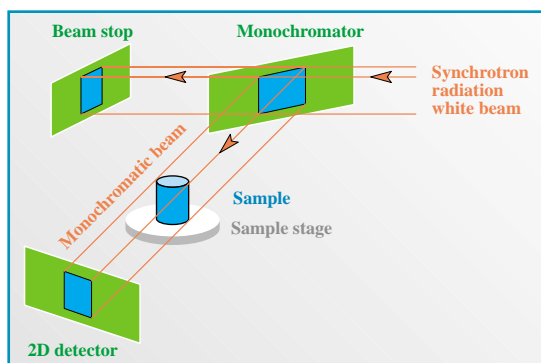 Beam stop
Monochromator
Synchrotron
radiation
white beam
Monochromatic beam
Sample
Sample stage
2D detector